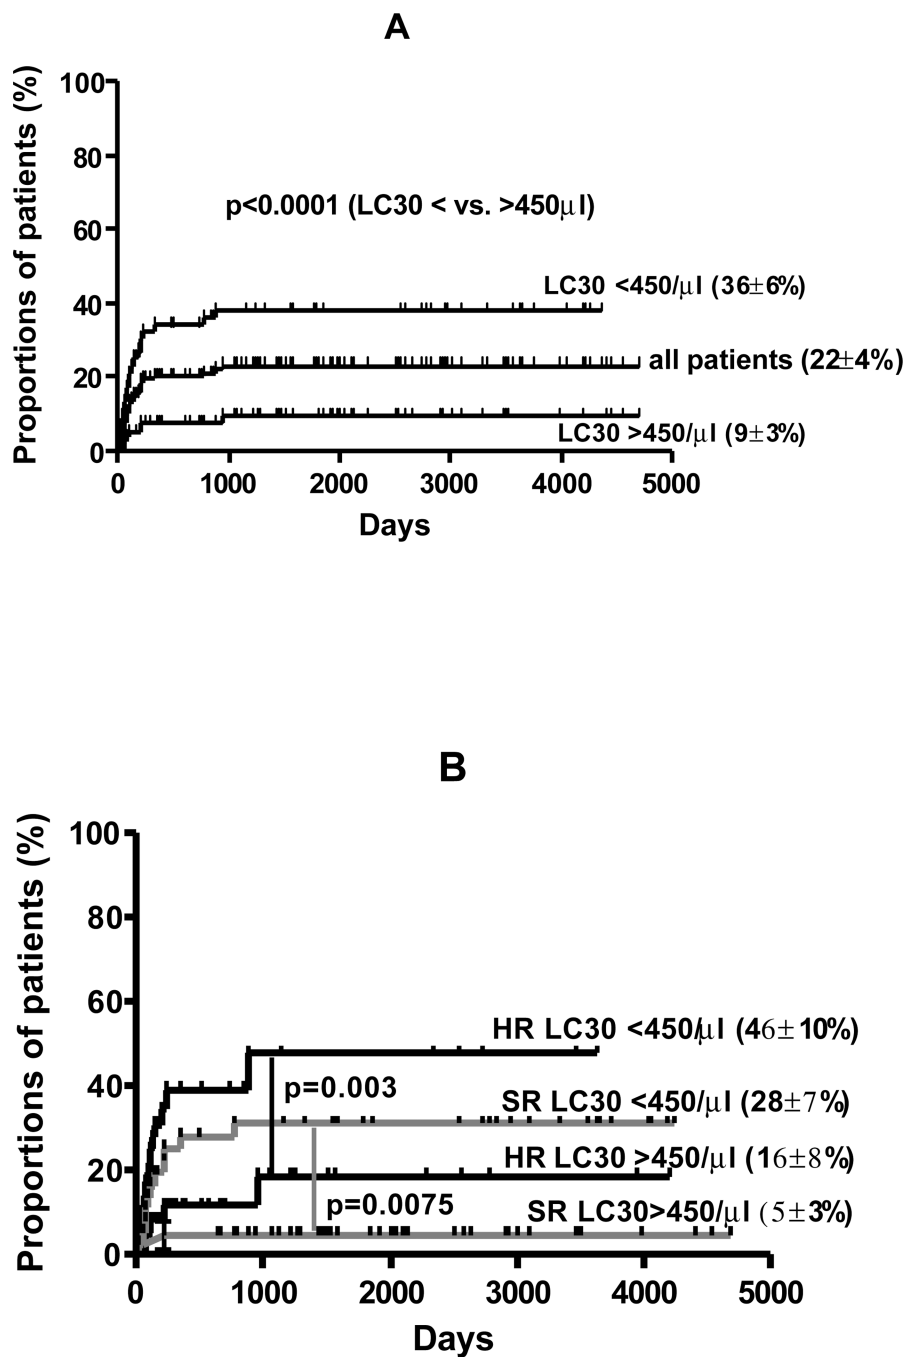 A
Proportions of patients (%)
100
80
60
40
20
0
p<0.0001 (LC30 < vs. >450μl)
LC30 <450/μl (36±6%)
all patients (22±4%)
LC30 >450/μl (9±3%)
0 1000 2000 3000 4000 5000
Days
B
Proportions of patients (%)
100
80
60
40
20
0
HR LC30 <450/μl (46±10%)
p=0.003
SR LC30 <450/μl (28±7%)
HR LC30 >450/μl (16±8%)
p=0.0075
SR LC30>450/μl (5±3%)
0 1000 2000 3000 4000 5000
Days